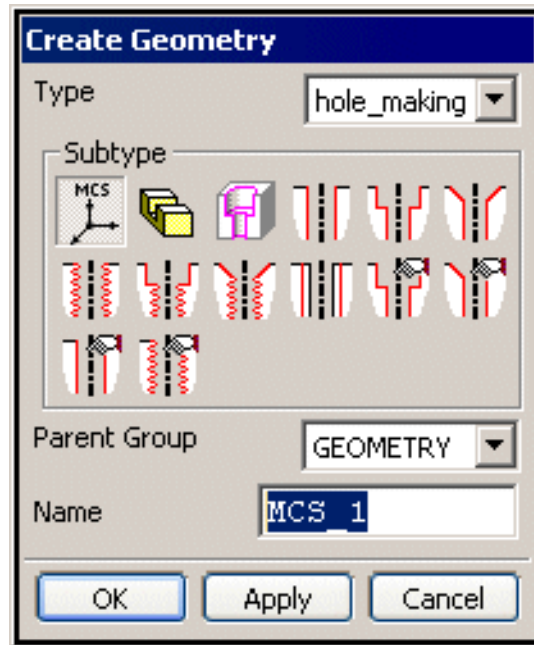 Create Geometry
Type
hole_making
Subtype
MCS
Parent Group
GEOMETRY
Name
MCS_1
OK
Apply
Cancel